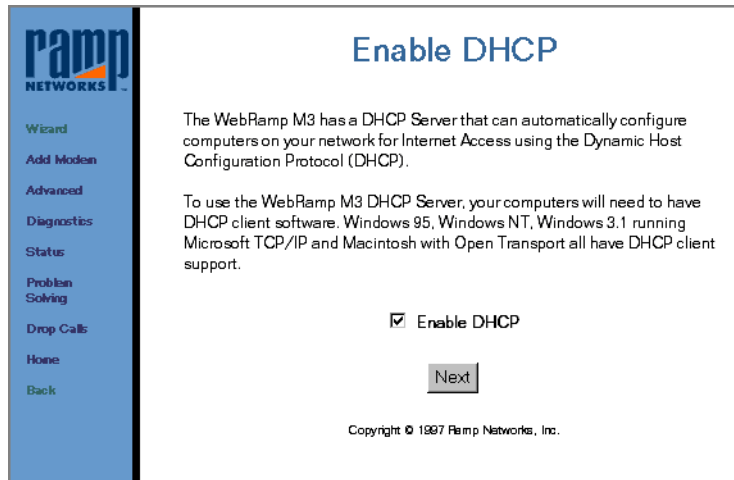 ramp
NETWORKS
Wizard
Add Modem
Advanced
Diagnostics
Status
Problem
Solving
Drop Calls
Home
Back
Enable DHCP
The WebRamp M3 has a DHCP Server that can automatically configure
computers on your network for Internet Access using the Dynamic Host
Configuration Protocol (DHCP).
To use the WebRamp M3 DHCP Server, your computers will need to have
DHCP client software. Windows 95, Windows NT, Windows 3.1 running
Microsoft TCP/IP and Macintosh with Open Transport all have DHCP client
support.
Enable DHCP
Next
Copyright © 1997 Ramp Networks, Inc.